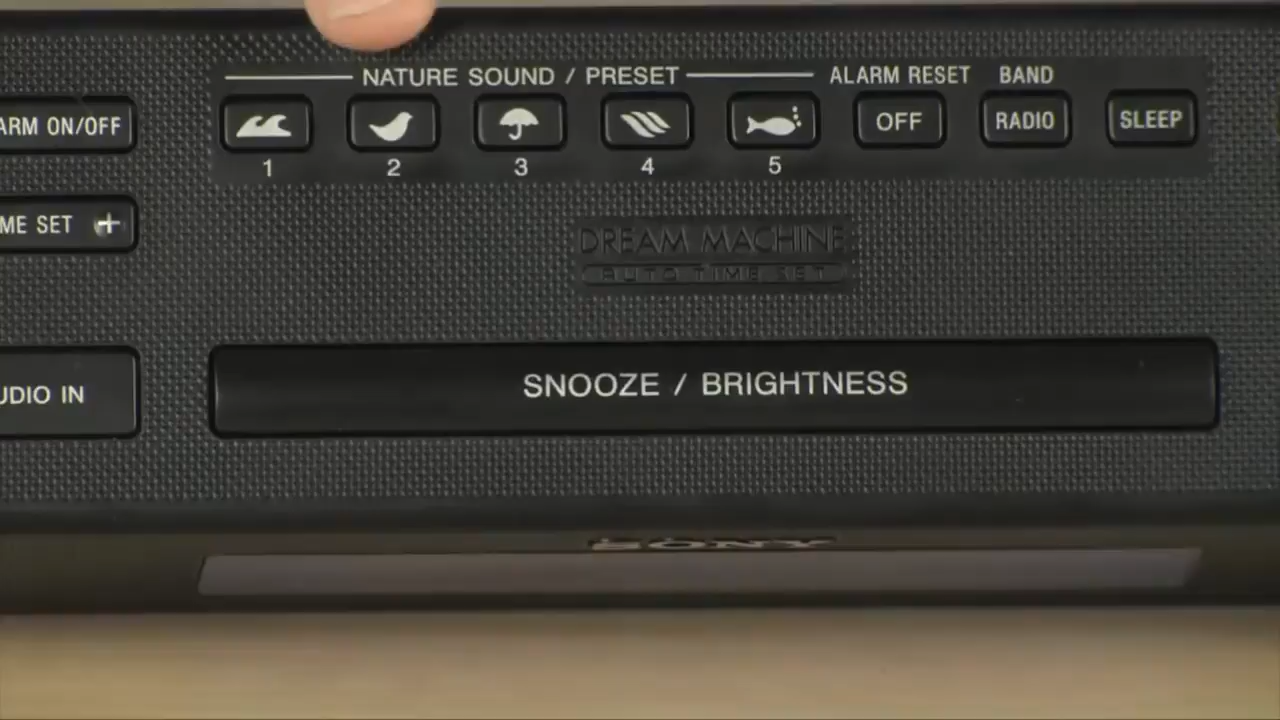 NATURE SOUND / PRESET
ALARM RESET
BAND
ARM ON/OFF
OFF
RADIO
SLEEP
1 2 3 4 5
ME SET +
DREAM MACHINE
AUTO TIME SET
UDIO IN
SNOOZE / BRIGHTNESS
SONY